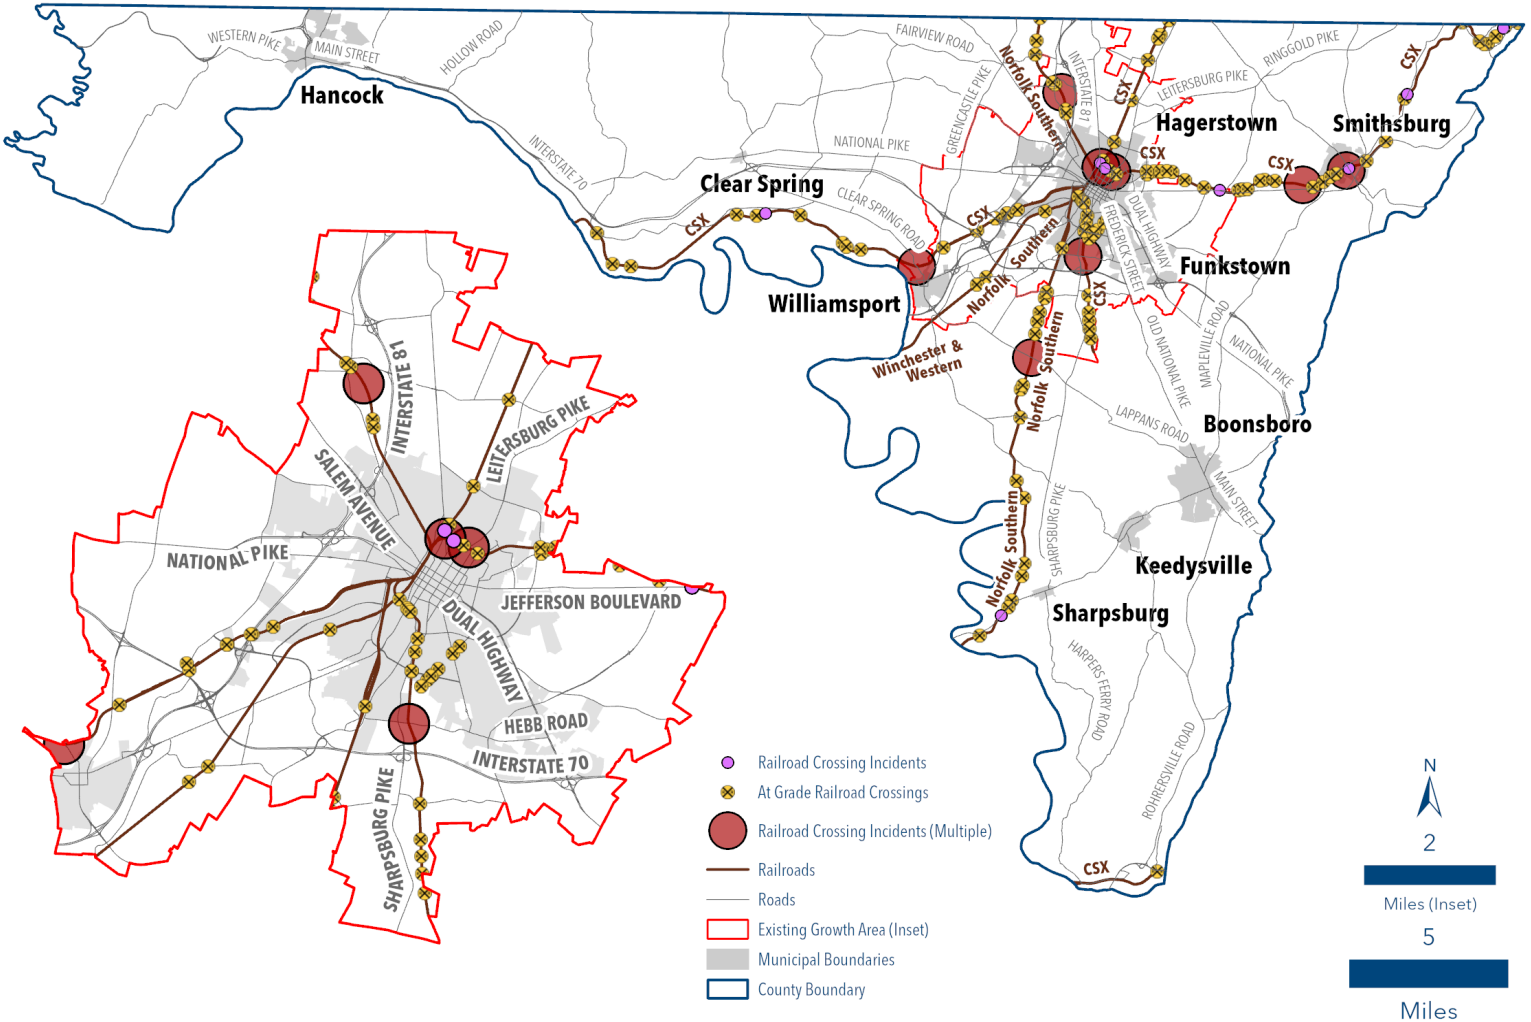 WESTERN PIKE
MAIN STREET
HOLLOW ROAD
Hancock
INTERSTATE 70
NATIONAL PIKE
FAIRVIEW ROAD
GREENCASTLE PIKE
Norfolk Southern
INTERSTATE 81
CSX
LEITERSBURG PIKE
RINGGOLD PIKE
CSX
Hagerstown
Smithsburg
CSX
CSX
Clear Spring
CLEAR SPRING ROAD
CSX
CSX
Norfolk Southern
FREDERICK STREET
DUAL HIGHWAY
Funkstown
Williamsport
CSX
Winchester &
Western
Norfolk Southern
OLD NATIONAL PIKE
MAPLEVILLE ROAD
NATIONAL PIKE
LAPPANS ROAD
Boonsboro
MAIN STREET
SHARPSBURG PIKE
Norfolk Southern
Keedysville
Sharpsburg
HARPERS FERRY ROAD
ROHRERSVILLE ROAD
CSX
INTERSTATE 81
LEITERSBURG PIKE
SALEM AVENUE
NATIONAL PIKE
JEFFERSON BOULEVARD
DUAL HIGHWAY
HEBB ROAD
INTERSTATE 70
SHARPSBURG PIKE
Railroad Crossing Incidents
At Grade Railroad Crossings
Railroad Crossing Incidents (Multiple)
Railroads
Roads
Existing Growth Area (Inset)
Municipal Boundaries
County Boundary
N
2
Miles (Inset)
5
Miles